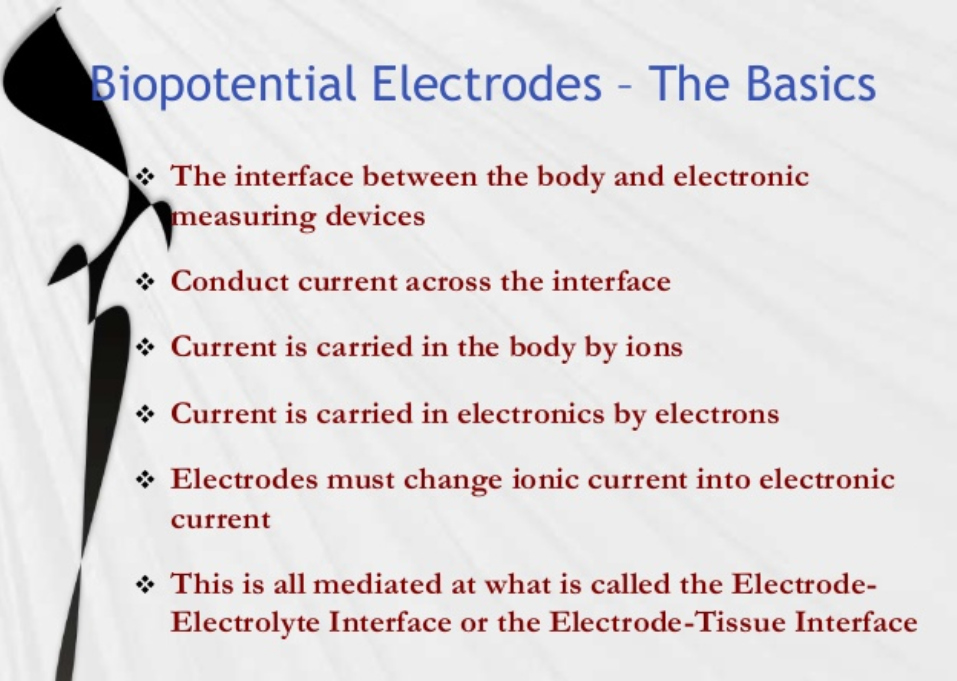 Biopotential Electrodes – The Basics
❖ The interface between the body and electronic
measuring devices
❖ Conduct current across the interface
❖ Current is carried in the body by ions
❖ Current is carried in electronics by electrons
❖ Electrodes must change ionic current into electronic
current
❖ This is all mediated at what is called the Electrode-
Electrolyte Interface or the Electrode-Tissue Interface